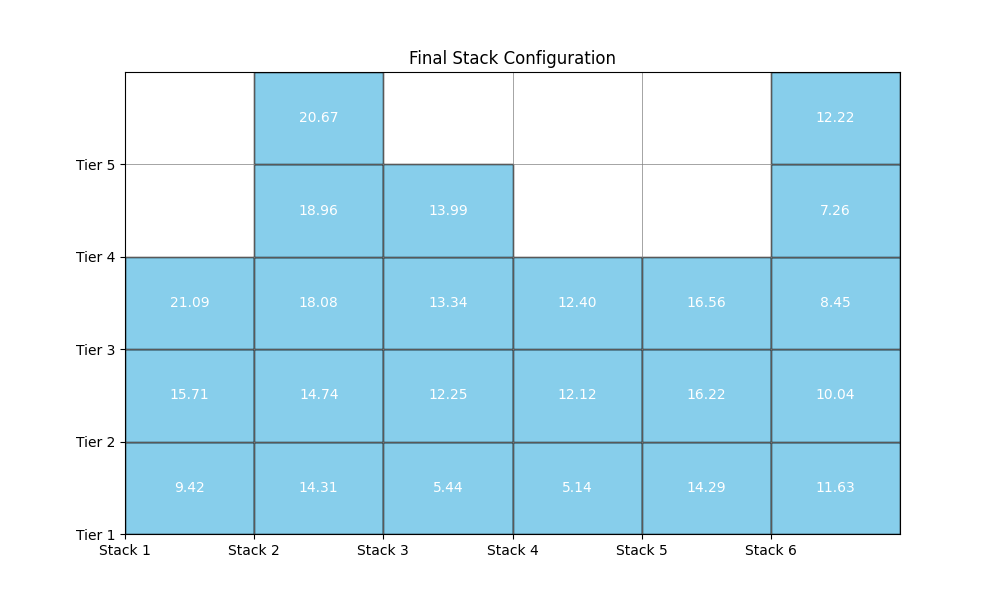 Final Stack Configuration
20.67 12.22
Tier 5
18.96 13.99 7.26
Tier 4
21.09 18.08 13.34 12.40 16.56 8.45
Tier 3
15.71 14.74 12.25 12.12 16.22 10.04
Tier 2
9.42 14.31 5.44 5.14 14.29 11.63
Tier 1
Stack 1 Stack 2 Stack 3 Stack 4 Stack 5 Stack 6